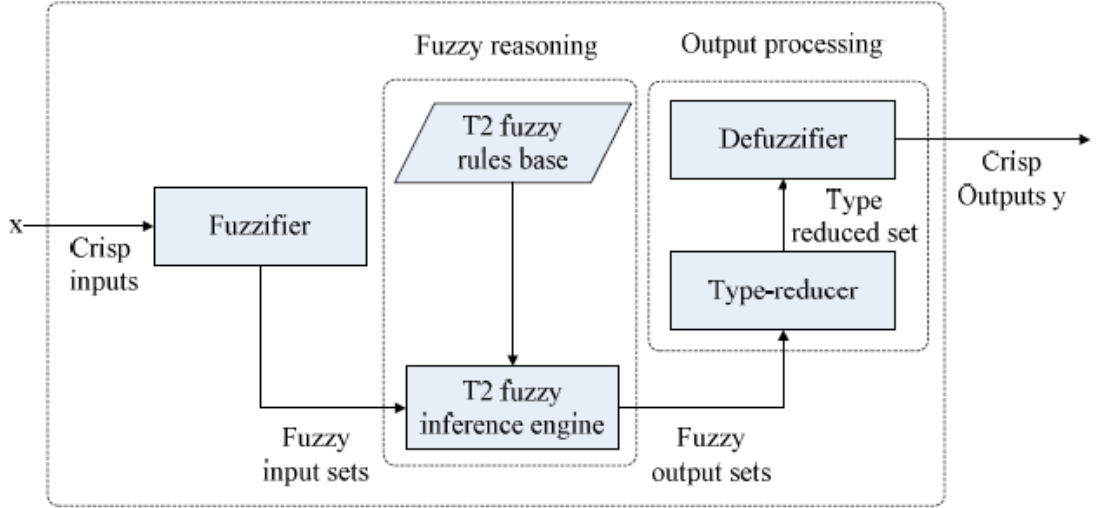 Fuzzy reasoning
Output processing
T2 fuzzy
rules base
Defuzzifier
Crisp
Outputs y
Type
reduced set
x
Fuzzifier
Crisp
inputs
Type-reducer
T2 fuzzy
inference engine
Fuzzy
input sets
Fuzzy
output sets